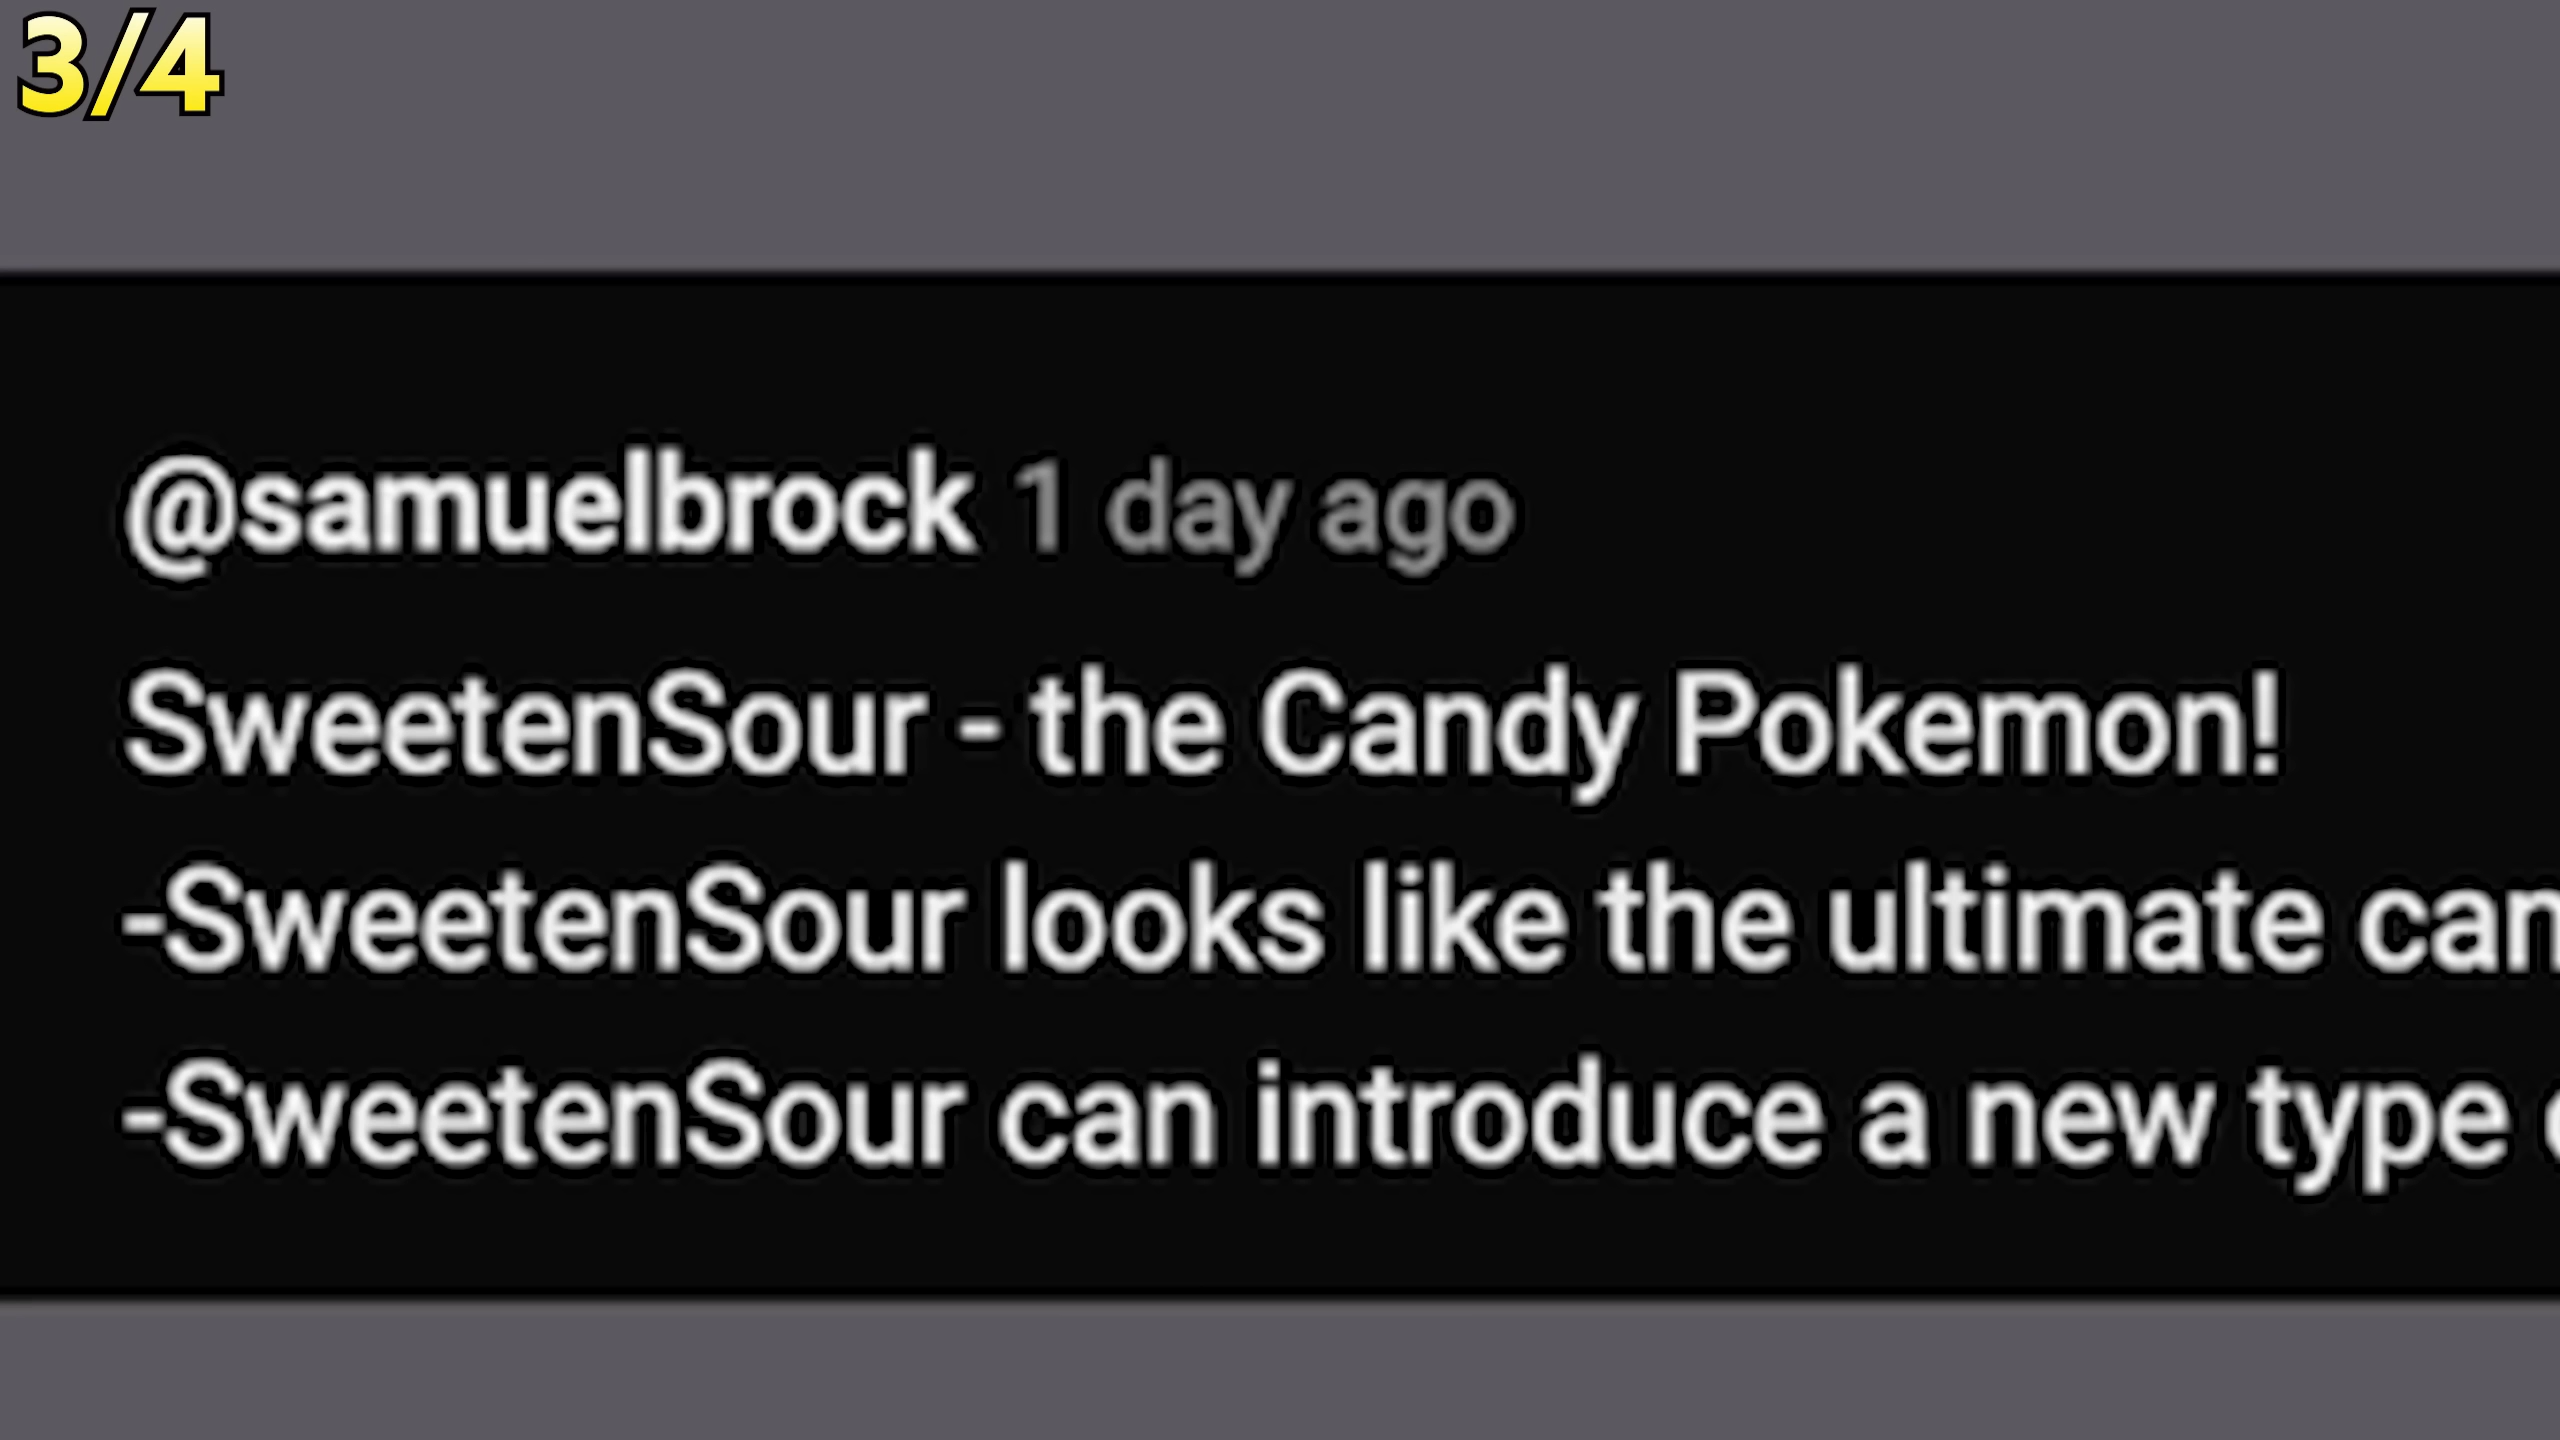 3/4
@samuelbrock 1 day ago
SweetenSour - the Candy Pokemon!
-SweetenSour looks like the ultimate
-SweetenSour can introduce a new type